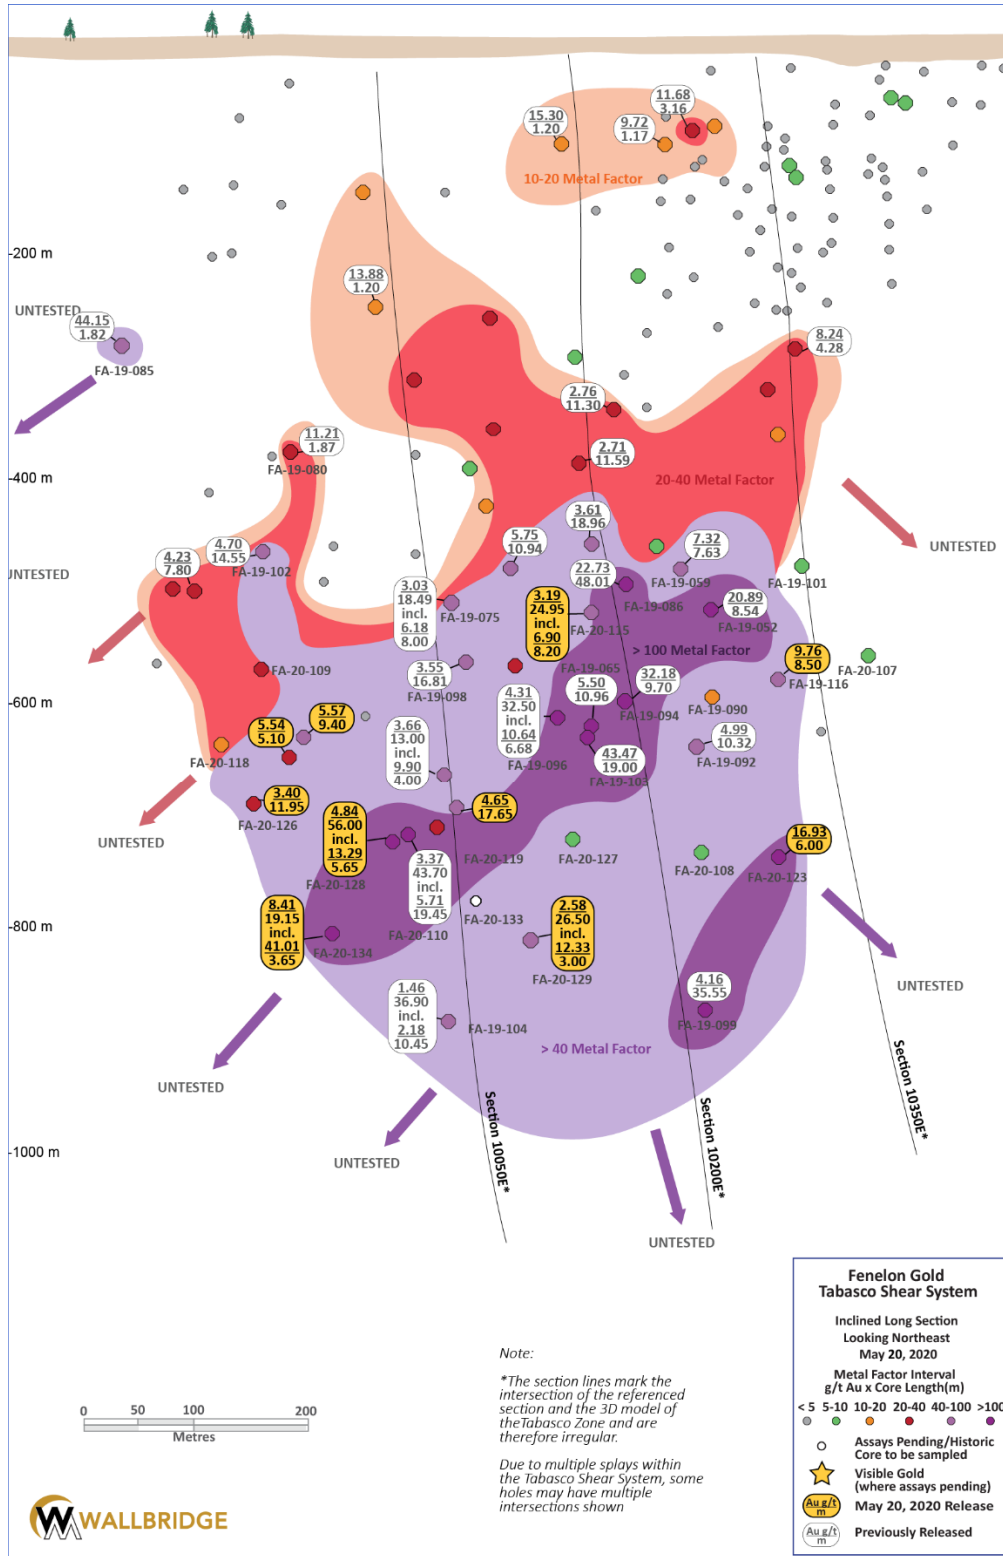 11.68
3.16
15.30
1.20
9.72
1.17
10-20 Metal Factor
-200 m
13.88
1.20
UNTESTED
44.15
1.82
FA-19-085
8.24
4.28
2.76
11.30
11.21
1.87
FA-19-080
2.71
11.59
-400 m
20-40 Metal Factor
3.61
18.96
4.70
14.55
FA-19-102
5.75
10.94
7.32
7.63
FA-19-059
UNTESTED
4.23
7.80
UNTESTED
22.73
48.01
FA-19-086
FA-19-101
3.03
18.49
incl.
6.18
8.00
FA-19-075
3.19
24.95
incl.
6.90
8.20
FA-20-115
20.89
8.54
FA-19-052
> 100 Metal Factor
FA-20-109
3.55
16.81
FA-19-098
FA-19-065
9.76
8.50
FA-19-116
FA-20-107
-600 m
5.50
10.96
32.18
9.70
FA-19-094
FA-19-090
4.31
32.50
incl.
10.64
6.68
FA-19-096
5.57
9.40
5.54
5.10
FA-20-118
3.66
13.00
incl.
9.90
4.00
43.47
19.00
FA-19-103
4.99
10.32
FA-19-092
3.40
11.95
FA-20-126
4.65
17.65
UNTESTED
4.84
56.00
incl.
13.29
5.65
FA-20-128
FA-20-119
FA-20-127
FA-20-108
16.93
6.00
FA-20-123
3.37
43.70
incl.
5.71
19.45
FA-20-110
FA-20-133
-800 m
8.41
19.15
incl.
41.01
3.65
FA-20-134
2.58
26.50
incl.
12.33
3.00
FA-20-129
UNTESTED
1.46
36.90
incl.
2.18
10.45
FA-19-104
4.16
35.55
FA-19-099
> 40 Metal Factor
UNTESTED
Section 10050E*
Section 10200E*
Section 10350E*
-1000 m
UNTESTED
UNTESTED
Fenelon Gold
Tabasco Shear System
Inclined Long Section
Looking Northeast
May 20, 2020
Metal Factor Interval
g/t Au x Core Length(m)
< 5 5-10 10-20 20-40 40-100 >100
Assays Pending/Historic
Core to be sampled
Visible Gold
(where assays pending)
Au g/t
m
May 20, 2020 Release
Au g/t
m
Previously Released
Note:
*The section lines mark the
intersection of the referenced
section and the 3D model of
theTabasco Zone and are
therefore irregular.
Due to multiple splays within
the Tabasco Shear System, some
holes may have multiple
intersections shown
0 50 100 200
Metres
WALLBRIDGE